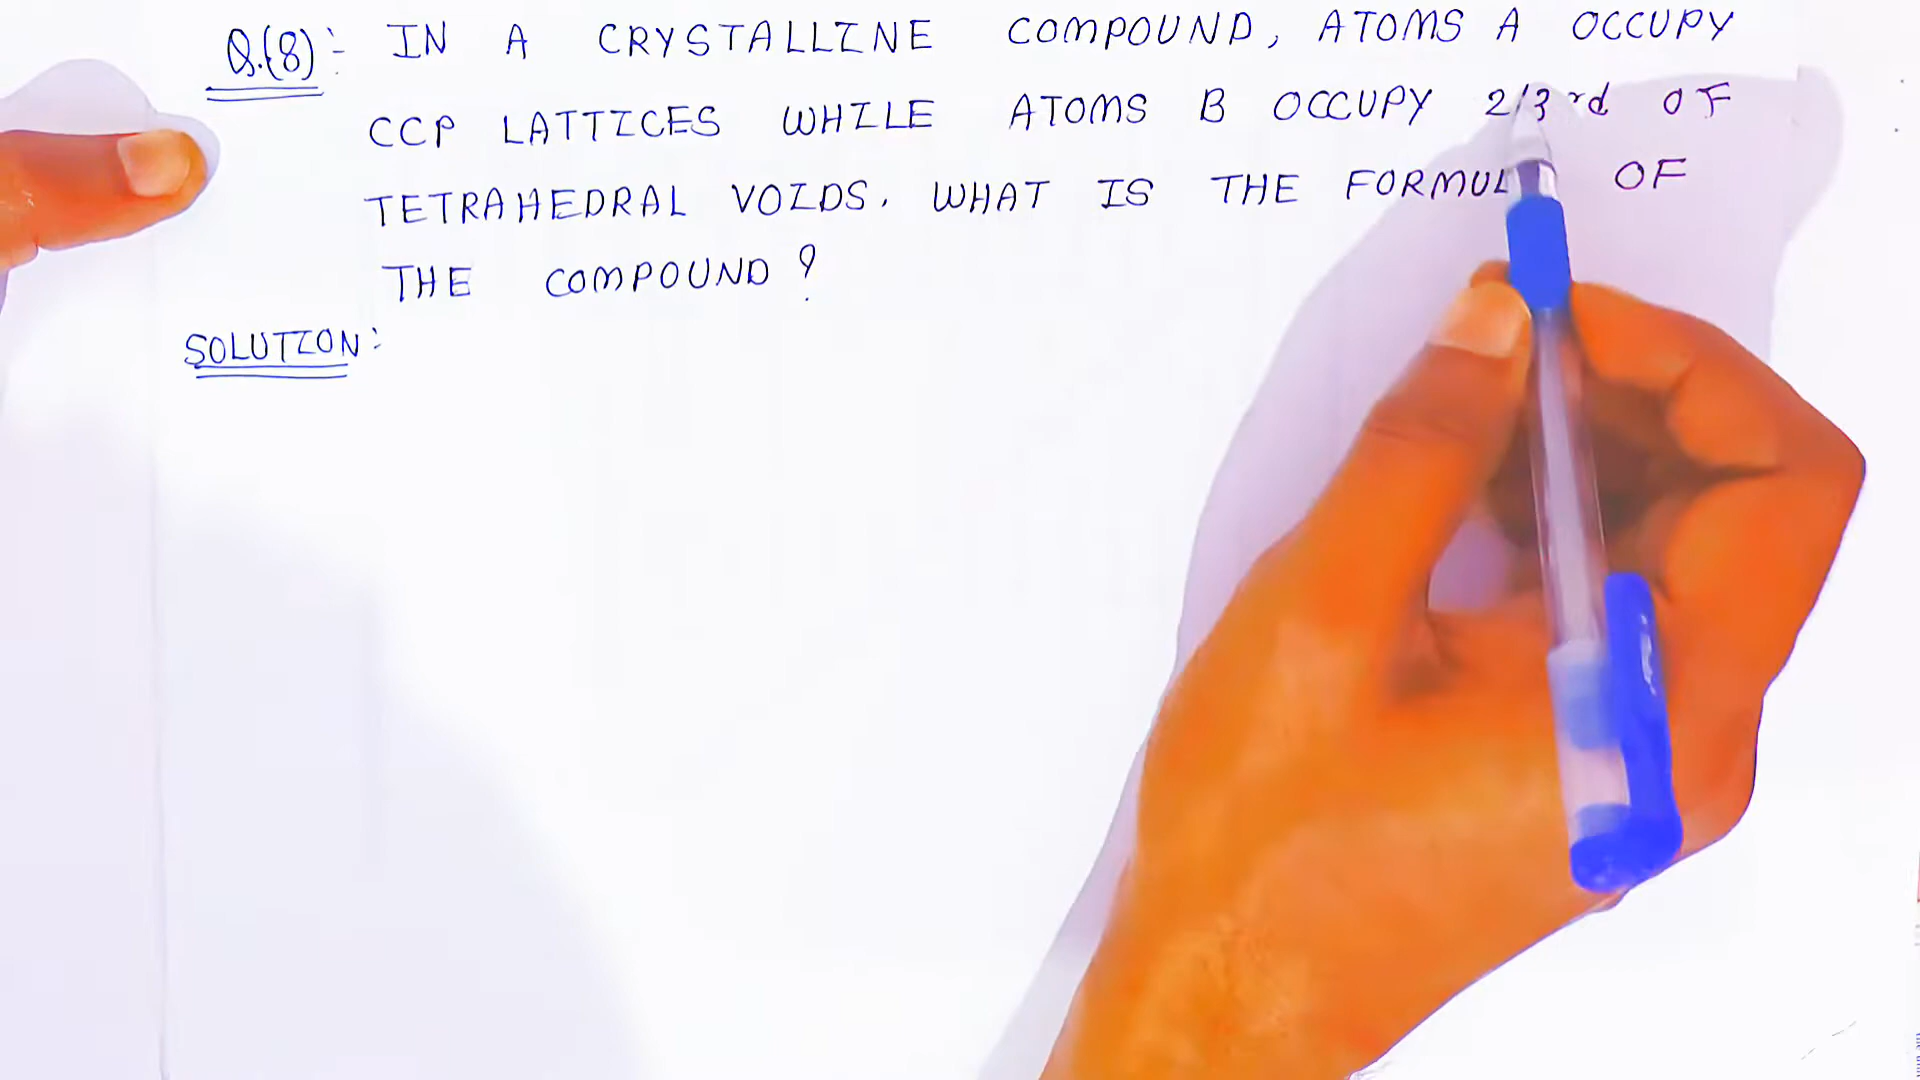 Q.(8):- IN A CRYSTALLINE COMPOUND, ATOMS A OCCUPY
CCP LATTICES WHILE ATOMS B OCCUPY 2/3rd OF
TETRAHEDRAL VOIDS. WHAT IS THE FORMUL OF
THE COMPOUND ?
SOLUTION: